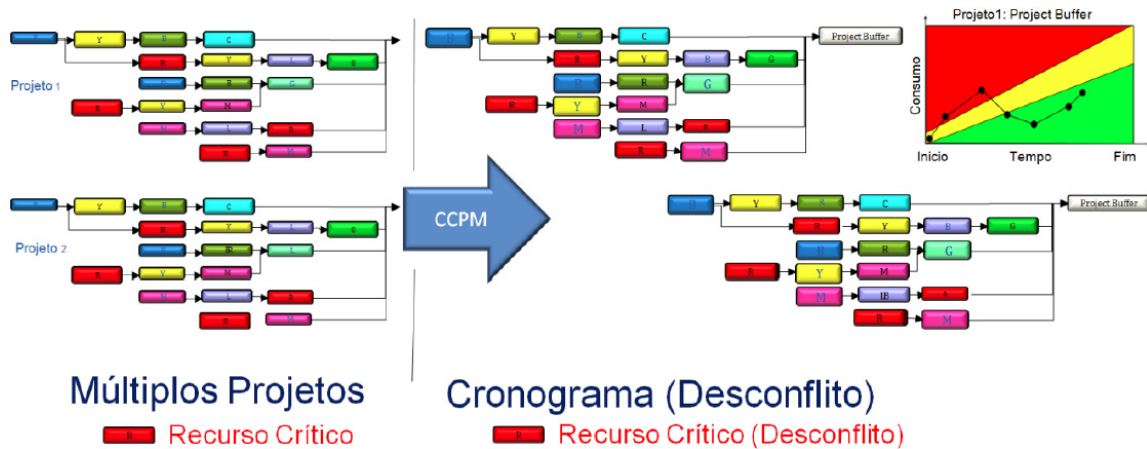 Y B C
R Y L G
Projeto 1
B G
R Y M
M L R
R M
Y B C
R Y L G
Projeto 2
L
R Y M
M L R
R M
CCPM
B Y B C Project Buffer
R Y B G
B R G
R Y M
M L R
R M
Projeto1: Project Buffer
Consumo
Inicio Tempo Fim
B Y B C Project Buffer
R Y B G
B R G
R Y M
M
R M
Múltiplos Projetos
R Recurso Crítico
Cronograma (Desconflito)
R Recurso Crítico (Desconflito)